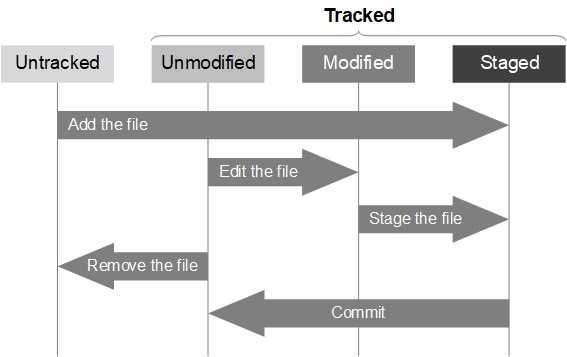 Tracked
Untracked
Unmodified
Modified
Staged
Add the file
Edit the file
Stage the file
Remove the file
Commit